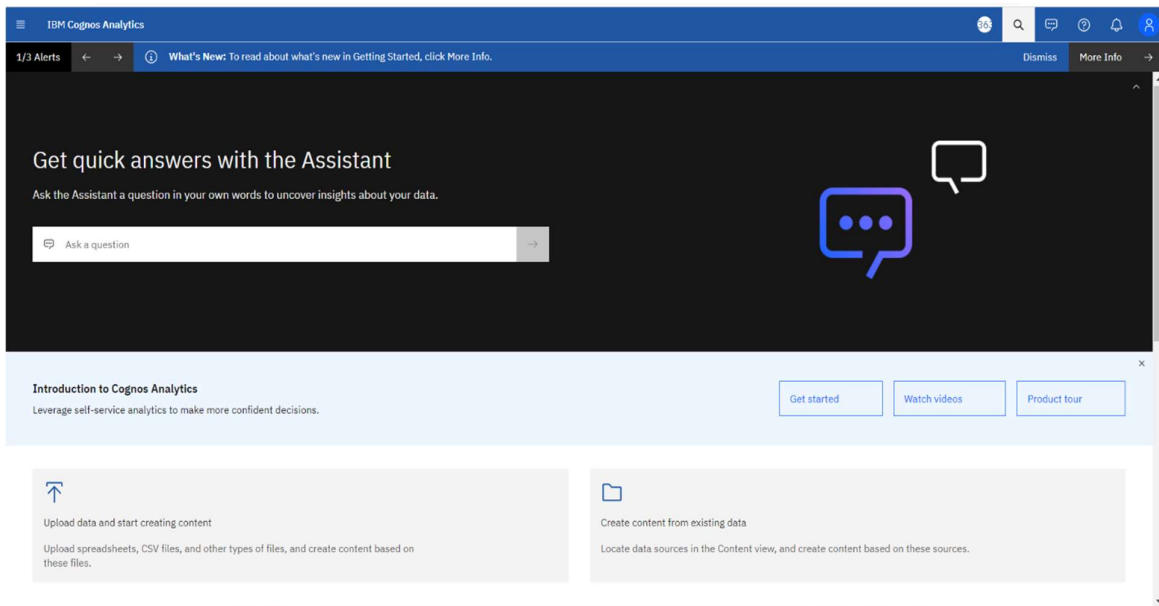 IBM Cognos Analytics
363
1/3 Alerts
What's New: To read about what's new in Getting Started, click More Info.
Dismiss
More Info
Get quick answers with the Assistant
Ask the Assistant a question in your own words to uncover insights about your data.
Ask a question
Introduction to Cognos Analytics
Leverage self-service analytics to make more confident decisions.
Get started
Watch videos
Product tour
Upload data and start creating content
Upload spreadsheets, CSV files, and other types of files, and create content based on
these files.
Create content from existing data
Locate data sources in the Content view, and create content based on these sources.